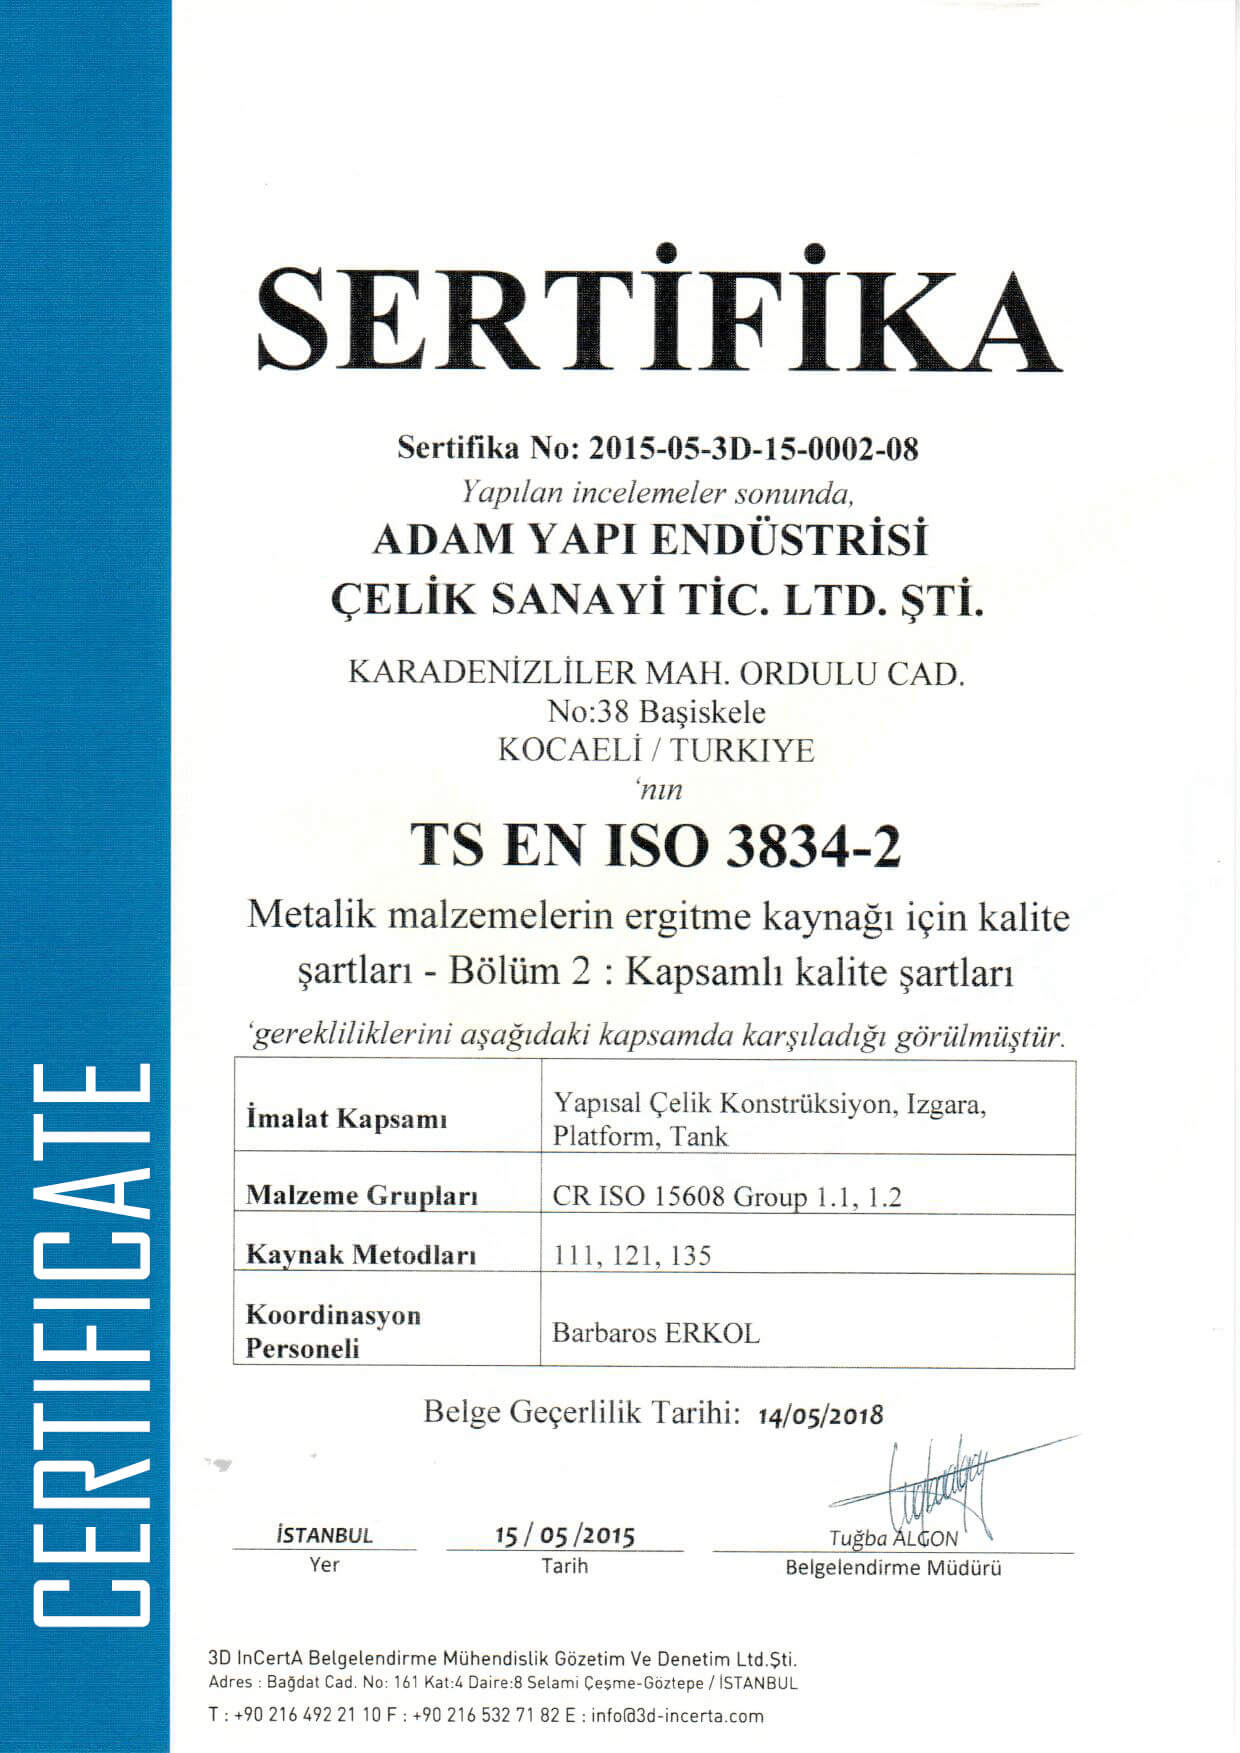 SERTİFİKA
Sertifika No: 2015-05-3D-15-0002-08
Yapılan incelemeler sonunda,
ADAM YAPI ENDÜSTRİSİ
ÇELİK SANAYİ TİC. LTD. ŞTİ.
KARADENİZLİLER MAH. ORDULU CAD.
No:38 Başiskele
KOCAELİ / TURKIYE
‘nın
TS EN ISO 3834-2
Metalik malzemelerin ergitme kaynağı için kalite
şartları - Bölüm 2 : Kapsamlı kalite şartları
‘gerekliliklerini aşağıdaki kapsamda karşıladığı görülmüştür.
İmalat Kapsamı
Yapısal Çelik Konstrüksiyon, Izgara,
Platform, Tank
Malzeme Grupları
CR ISO 15608 Group 1.1, 1.2
Kaynak Metodları
111, 121, 135
Koordinasyon
Personeli
Barbaros ERKOL
Belge Geçerlilik Tarihi: 14/05/2018
İSTANBUL
Yer
15 / 05 /2015
Tarih
Tuğba ALGON
Belgelendirme Müdürü
3D InCertA Belgelendirme Mühendislik Gözetim Ve Denetim Ltd.Şti.
Adres : Bağdat Cad. No: 161 Kat:4 Daire:8 Selami Çeşme-Göztepe / İSTANBUL
T : +90 216 492 21 10 F : +90 216 532 71 82 E : info@3d-incerta.com
CERTIFICATE